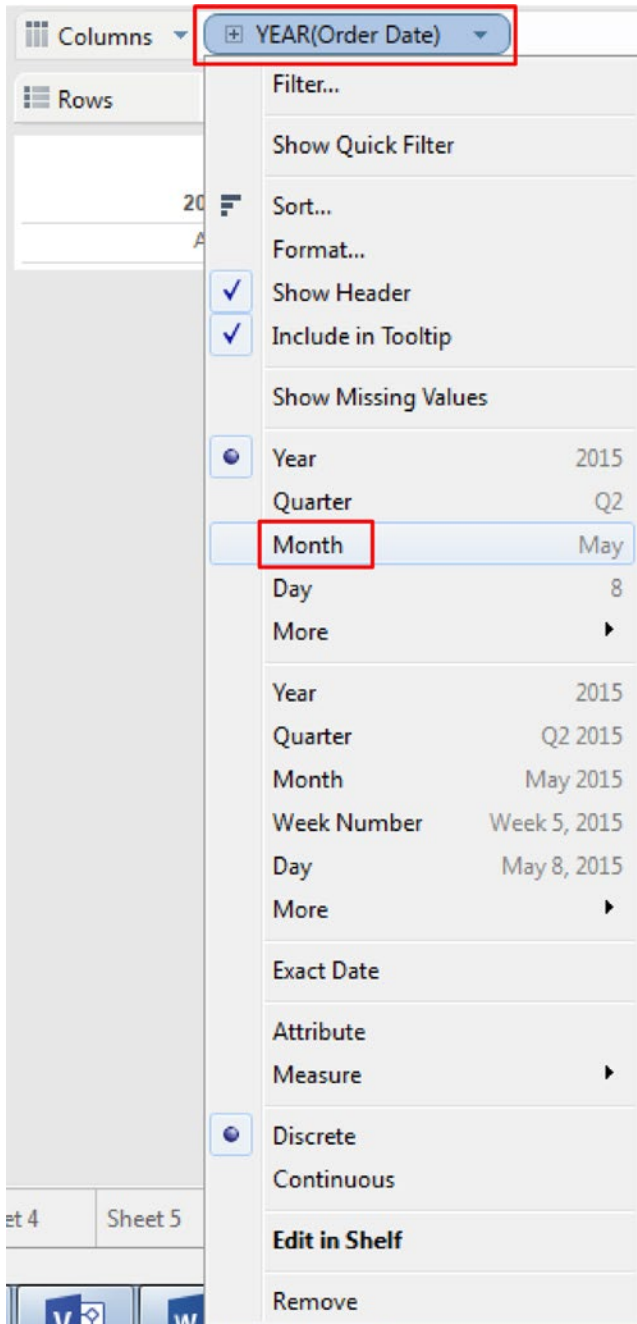 Columns YEAR(Order Date)
Rows
20
A
Filter...
Show Quick Filter
Sort...
Format...
Show Header
Include in Tooltip
Show Missing Values
Year 2015
Quarter Q2
Month May
Day 8
More
Year 2015
Quarter Q2 2015
Month May 2015
Week Number Week 5, 2015
Day May 8, 2015
More
Exact Date
Attribute
Measure
Discrete
Continuous
et 4 Sheet 5
Edit in Shelf
Remove
V
W